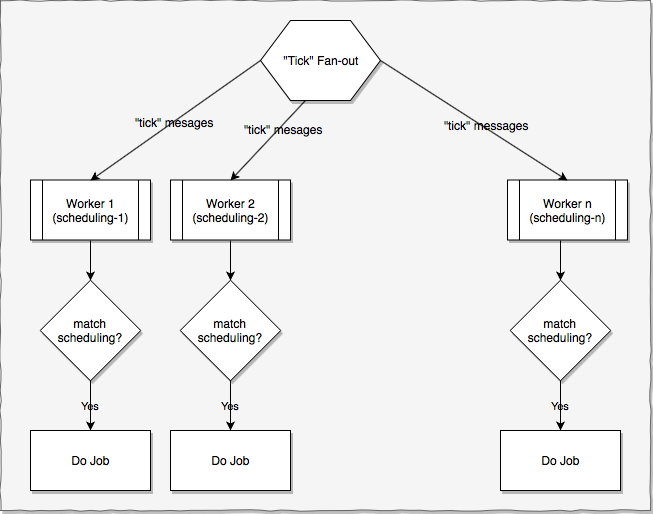 "Tick" Fan-out
"tick" mesages
"tick" mesages
"tick" messages
Worker 1
(scheduling-1)
Worker 2
(scheduling-2)
Worker n
(scheduling-n)
match
scheduling?
match
scheduling?
match
scheduling?
Yes
Yes
Yes
Do Job
Do Job
Do Job